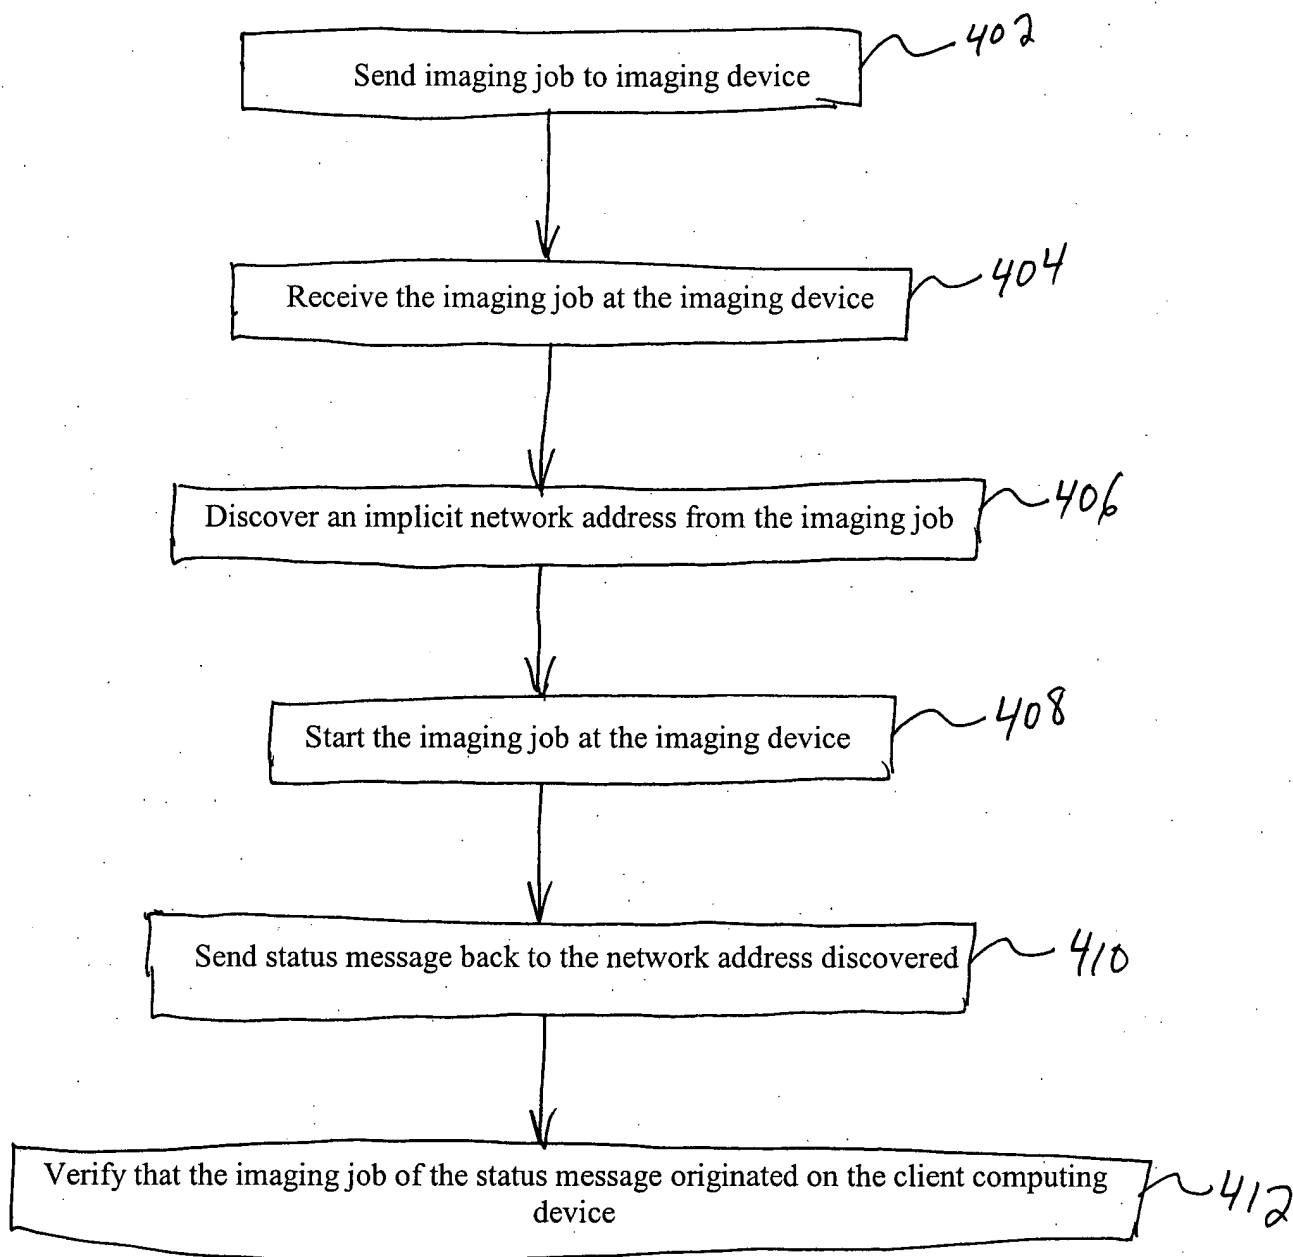 Send imaging job to imaging device
402
Receive the imaging job at the imaging device
404
Discover an implicit network address from the imaging job
406
Start the imaging job at the imaging device
408
Send status message back to the network address discovered
410
Verify that the imaging job of the status message originated on the client computing
device
412